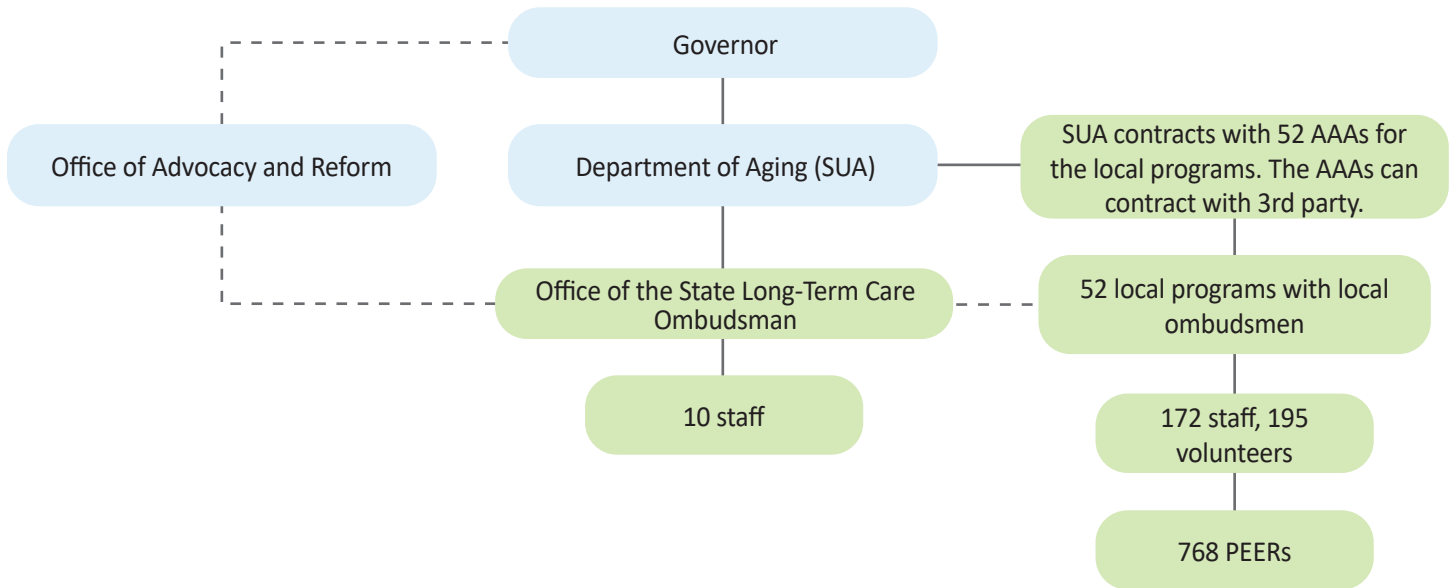 Governor
Office of Advocacy and Reform
Department of Aging (SUA)
SUA contracts with 52 AAAs for
the local programs. The AAAs can
contract with 3rd party.
Office of the State Long-Term Care
Ombudsman
52 local programs with local
ombudsmen
10 staff
172 staff, 195
volunteers
768 PEERs